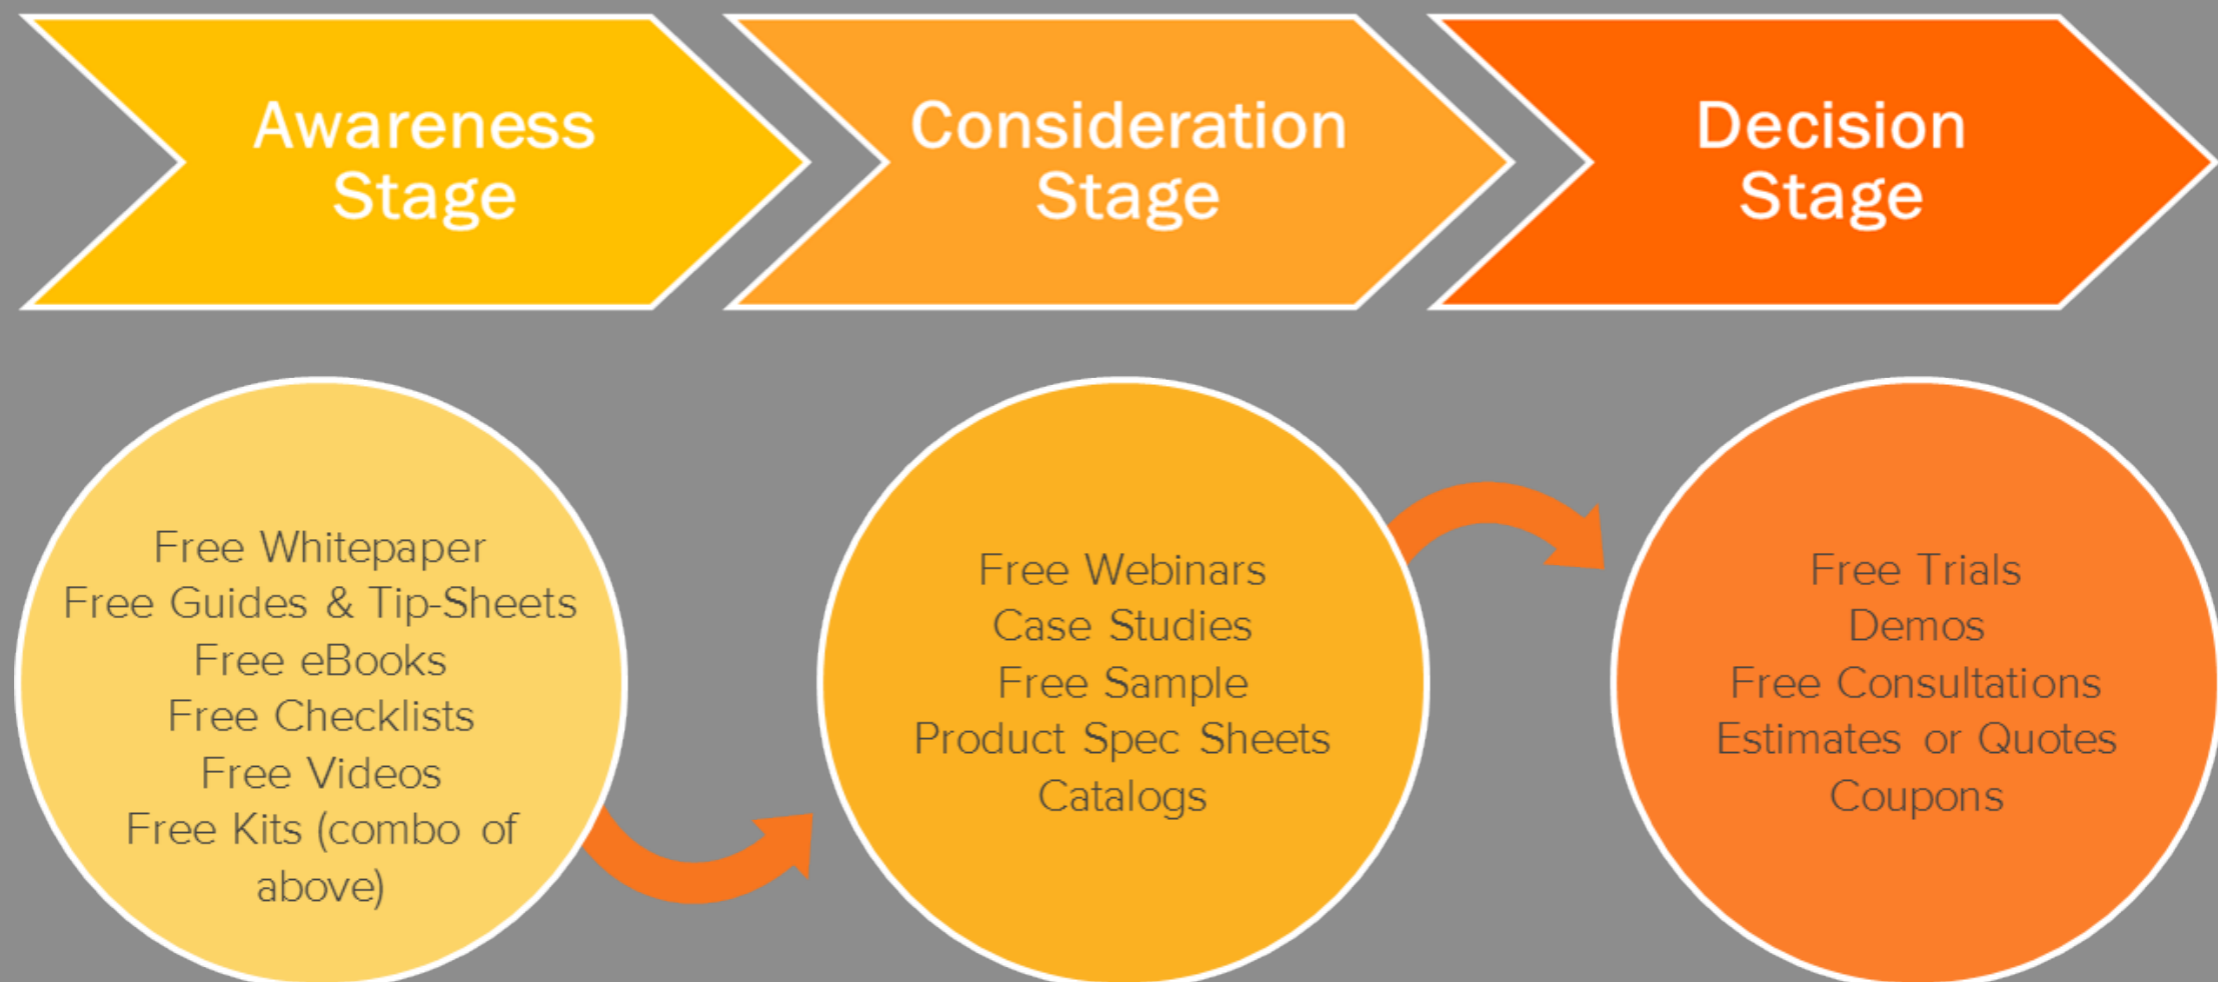 Awareness
Stage
Consideration
Stage
Decision
Stage
Free Whitepaper
Free Guides & Tip-Sheets
Free eBooks
Free Checklists
Free Videos
Free Kits (combo of
above)
Free Webinars
Case Studies
Free Sample
Product Spec Sheets
Catalogs
Free Trials
Demos
Free Consultations
Estimates or Quotes
Coupons